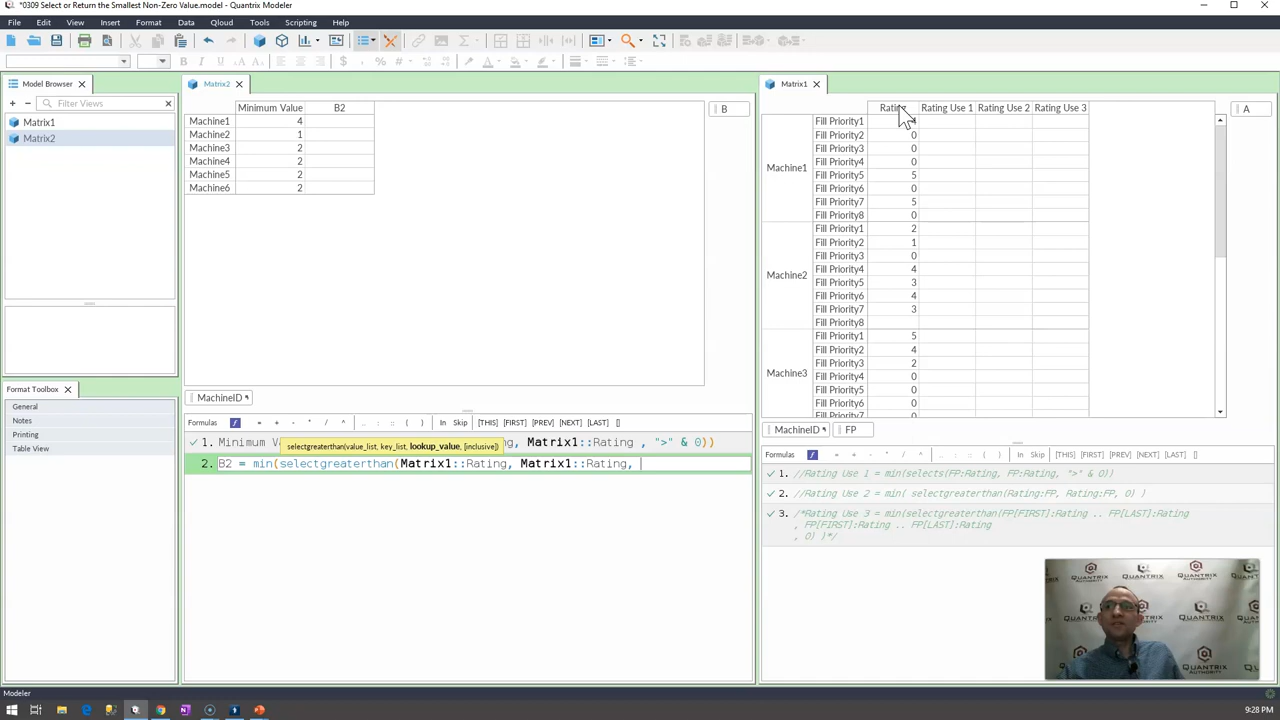 *0309 Select or Return the Smallest Non-Zero Value.model - Quantrix Modeler
File Edit View Insert Format Data Qloud Tools Scripting Help
Model Browser
Filter Views
Matrix1
Matrix2
Format Toolbox
General
Notes
Printing
Table View
Matrix2
B
Minimum Value B2
Machine1 4
Machine2 1
Machine3 2
Machine4 2
Machine5 2
Machine6 2
MachineID
Formulas ƒ = + - * / ^ , .. : ( ) In Skip [THIS] [FIRST] [PREV] [NEXT] [LAST] []
selectgreaterthan(value_list, key_list, lookup_value, [inclusive])
1. Minimum V ng, Matrix1::Rating , ">" & 0))
2. B2 = min(selectgreaterthan(Matrix1::Rating, Matrix1::Rating,
Matrix1
A
Rating Rating Use 1 Rating Use 2 Rating Use 3
Machine1
Fill Priority1 4
Fill Priority2 0
Fill Priority3 0
Fill Priority4 0
Fill Priority5 5
Fill Priority6 0
Fill Priority7 5
Fill Priority8 0
Machine2
Fill Priority1 2
Fill Priority2 1
Fill Priority3 0
Fill Priority4 4
Fill Priority5 3
Fill Priority6 4
Fill Priority7 3
Fill Priority8
Machine3
Fill Priority1 5
Fill Priority2 4
Fill Priority3 2
Fill Priority4 0
Fill Priority5 0
Fill Priority6 0
Fill Priority7 0
MachineID FP
Formulas ƒ = + - * / ^ , .. : ( ) In Skip [THIS] [FIRST] [PREV] [NEXT] [LAST] []
1. //Rating Use 1 = min(selects(FP:Rating, FP:Rating, ">" & 0))
2. //Rating Use 2 = min( selectgreaterthan(Rating:FP, Rating:FP, 0) )
3. /*Rating Use 3 = min(selectgreaterthan(FP[FIRST]:Rating .. FP[LAST]:Rating
, FP[FIRST]:Rating .. FP[LAST]:Rating
, 0) )*/
QUANTRIX
AUTHORITY
Modeler
9:28 PM